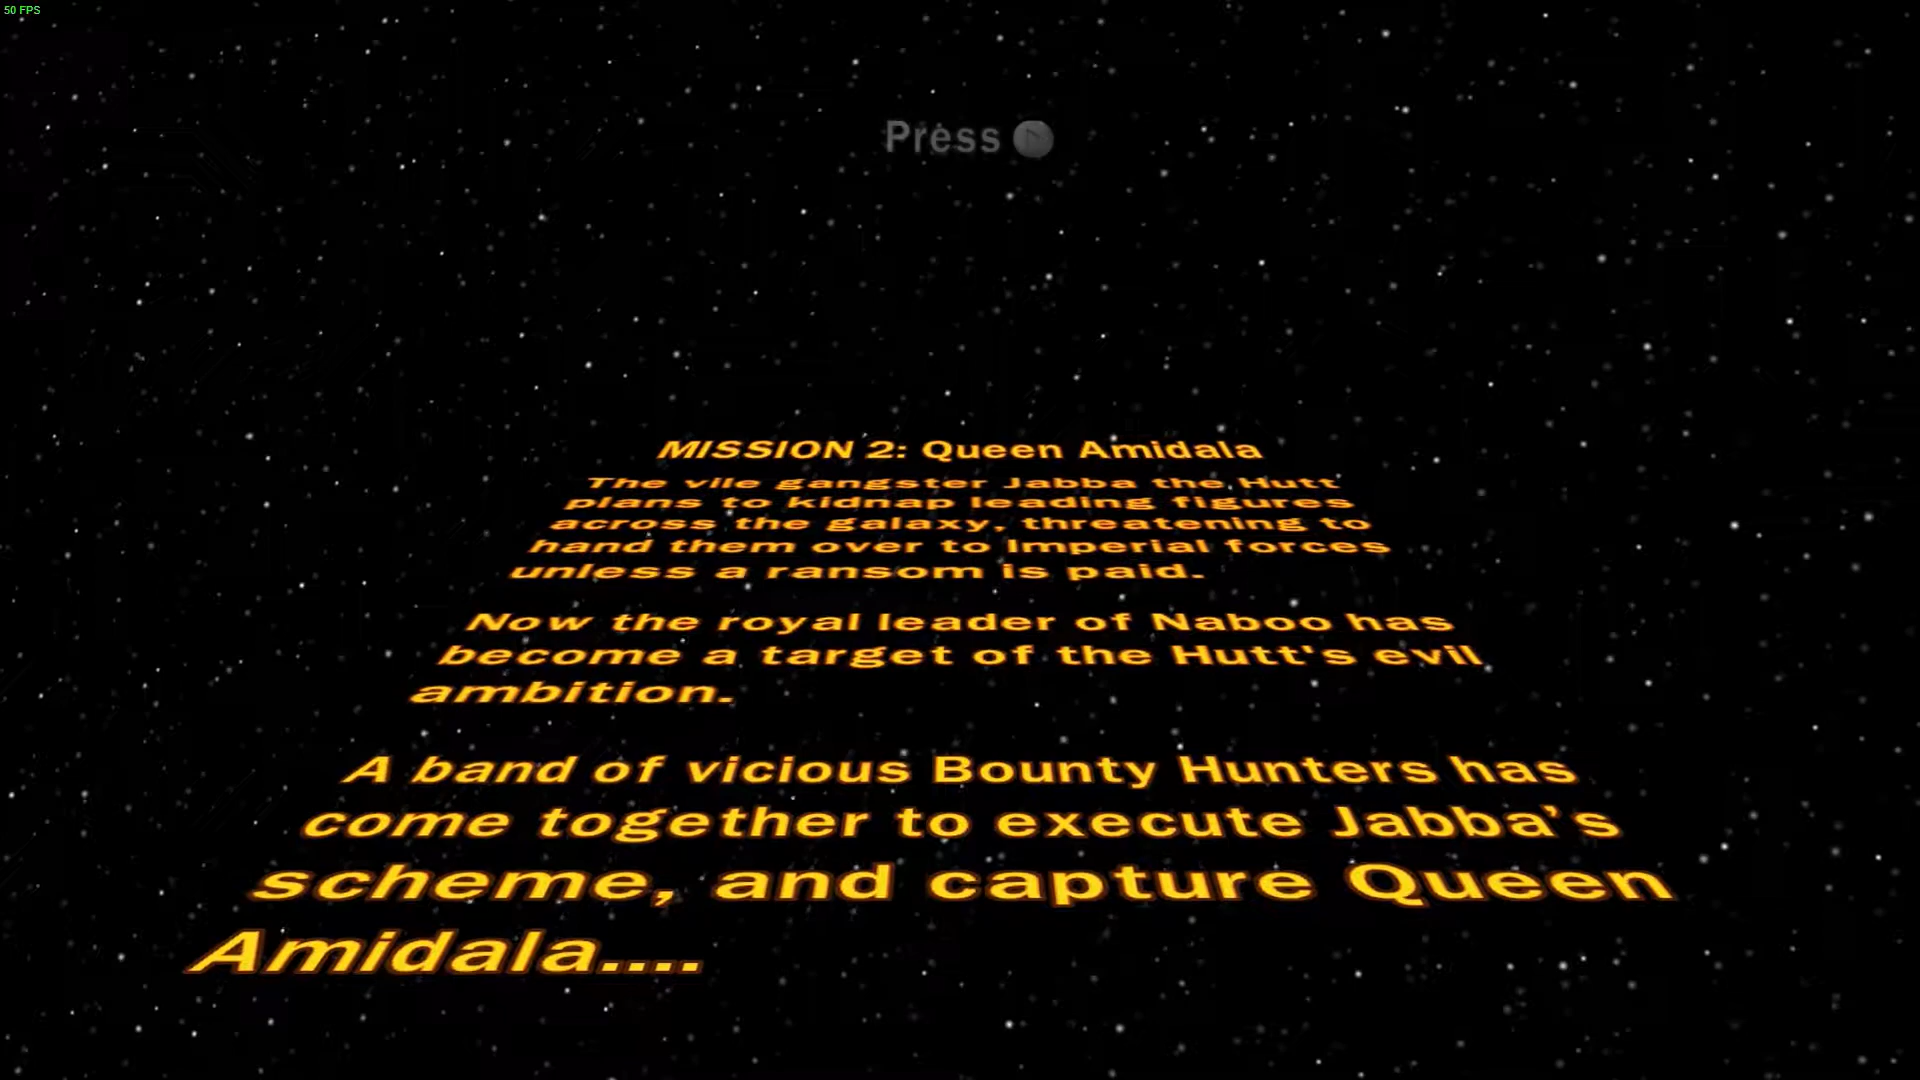 50 FPS
Press
MISSION 2: Queen Amidala
The vile gangster Jabba the Hutt
plans to kidnap leading figures
across the galaxy, threatening to
hand them over to Imperial forces
unless a ransom is paid.
Now the royal leader of Naboo has
become a target of the Hutt's evil
ambition.
A band of vicious Bounty Hunters has
come together to execute Jabba’s
scheme, and capture Queen
Amidala....